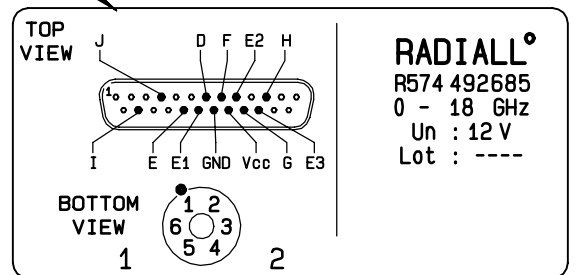 TOP
VIEW
J D F E2 H
1
I E E1 GND Vcc G E3
BOTTOM
VIEW
1 2
6 3
5 4
1 2
RADIALL°
R574 492685
0 - 18 GHz
Un : 12 V
Lot : ----